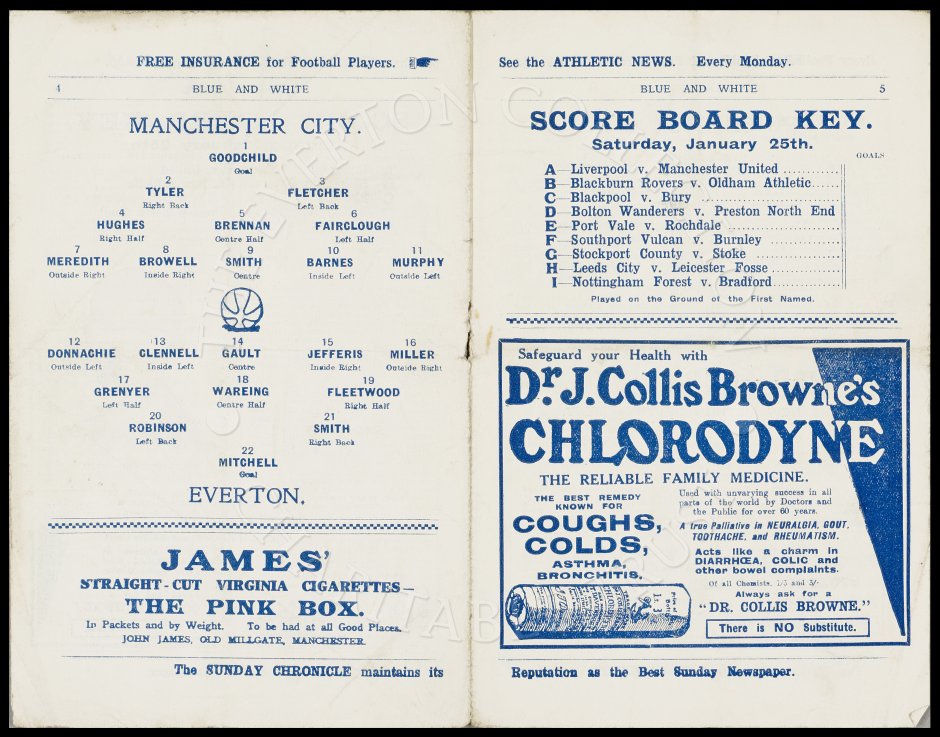 FREE INSURANCE for Football Players.
4 BLUE AND WHITE
MANCHESTER CITY.
1
GOODCHILD
Goal
2 3
TYLER FLETCHER
Right Back Left Back
4 5 6
HUGHES BRENNAN FAIRCLOUGH
Right Half Centre Half Left Half
7 8 9 10 11
MEREDITH BROWELL SMITH BARNES MURPHY
Outside Right Inside Right Centre Inside Left Outside Left
12 13 14 15 16
DONNACHIE CLENNELL GAULT JEFFERIS MILLER
Outside Left Inside Left Centre Inside Right Outside Right
17 18 19
GRENYER WAREING FLEETWOOD
Left Half Centre Half Right Half
20 21
ROBINSON SMITH
Left Back Right Back
22
MITCHELL
Goal
EVERTON.
JAMES'
STRAIGHT-CUT VIRGINIA CIGARETTES—
THE PINK BOX.
In Packets and by Weight. To be had at all Good Places.
JOHN JAMES, OLD MILLGATE, MANCHESTER.
The SUNDAY CHRONICLE maintains its
See the ATHLETIC NEWS. Every Monday.
BLUE AND WHITE 5
SCORE BOARD KEY.
Saturday, January 25th.
GOALS
A—Liverpool v. Manchester United
B—Blackburn Rovers v. Oldham Athletic
C—Blackpool v. Bury
D—Bolton Wanderers v. Preston North End
E—Port Vale v. Rochdale
F—Southport Vulcan v. Burnley
G—Stockport County v. Stoke
H—Leeds City v. Leicester Fosse
I—Nottingham Forest v. Bradford
Played on the Ground of the First Named.
Safeguard your Health with
Dr. J. Collis Browne's
CHLORODYNE
THE RELIABLE FAMILY MEDICINE.
THE BEST REMEDY
KNOWN FOR
COUGHS,
COLDS,
ASTHMA,
BRONCHITIS.
Used with unvarying success in all
parts of the world by Doctors and
the Public for over 60 years.
A true Palliative in NEURALGIA, GOUT,
TOOTHACHE, and RHEUMATISM.
Acts like a charm in
DIARRHŒA, COLIC and
other bowel complaints.
Of all Chemists, 1/3 and 3/-
Always ask for a
"DR. COLLIS BROWNE."
There is NO Substitute.
Reputation as the Best Sunday Newspaper.
THE EVERTON COLLECTION
CHARITABLE TRUST